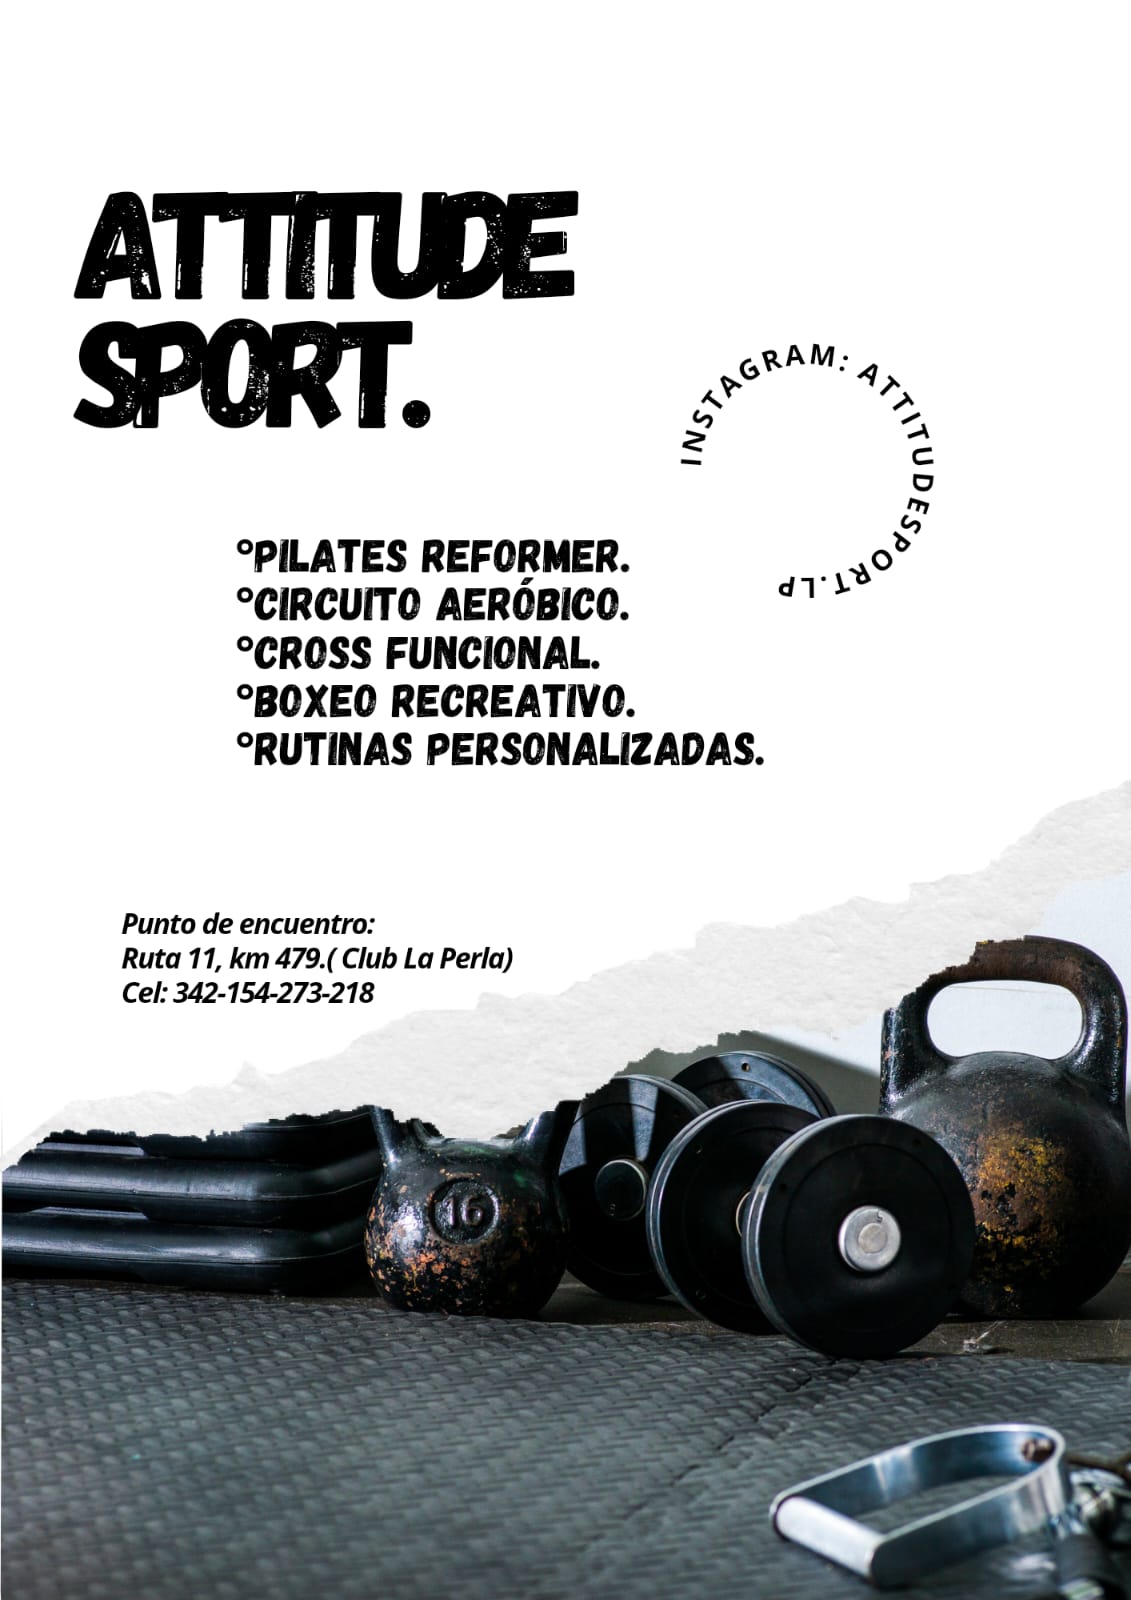 ATTITUDE
SPORT.
INSTAGRAM: ATTITUDESPORT.LP
°PILATES REFORMER.
°CIRCUITO AERÓBICO.
°CROSS FUNCIONAL.
°BOXEO RECREATIVO.
°RUTINAS PERSONALIZADAS.
Punto de encuentro:
Ruta 11, km 479.( Club La Perla)
Cel: 342-154-273-218
16